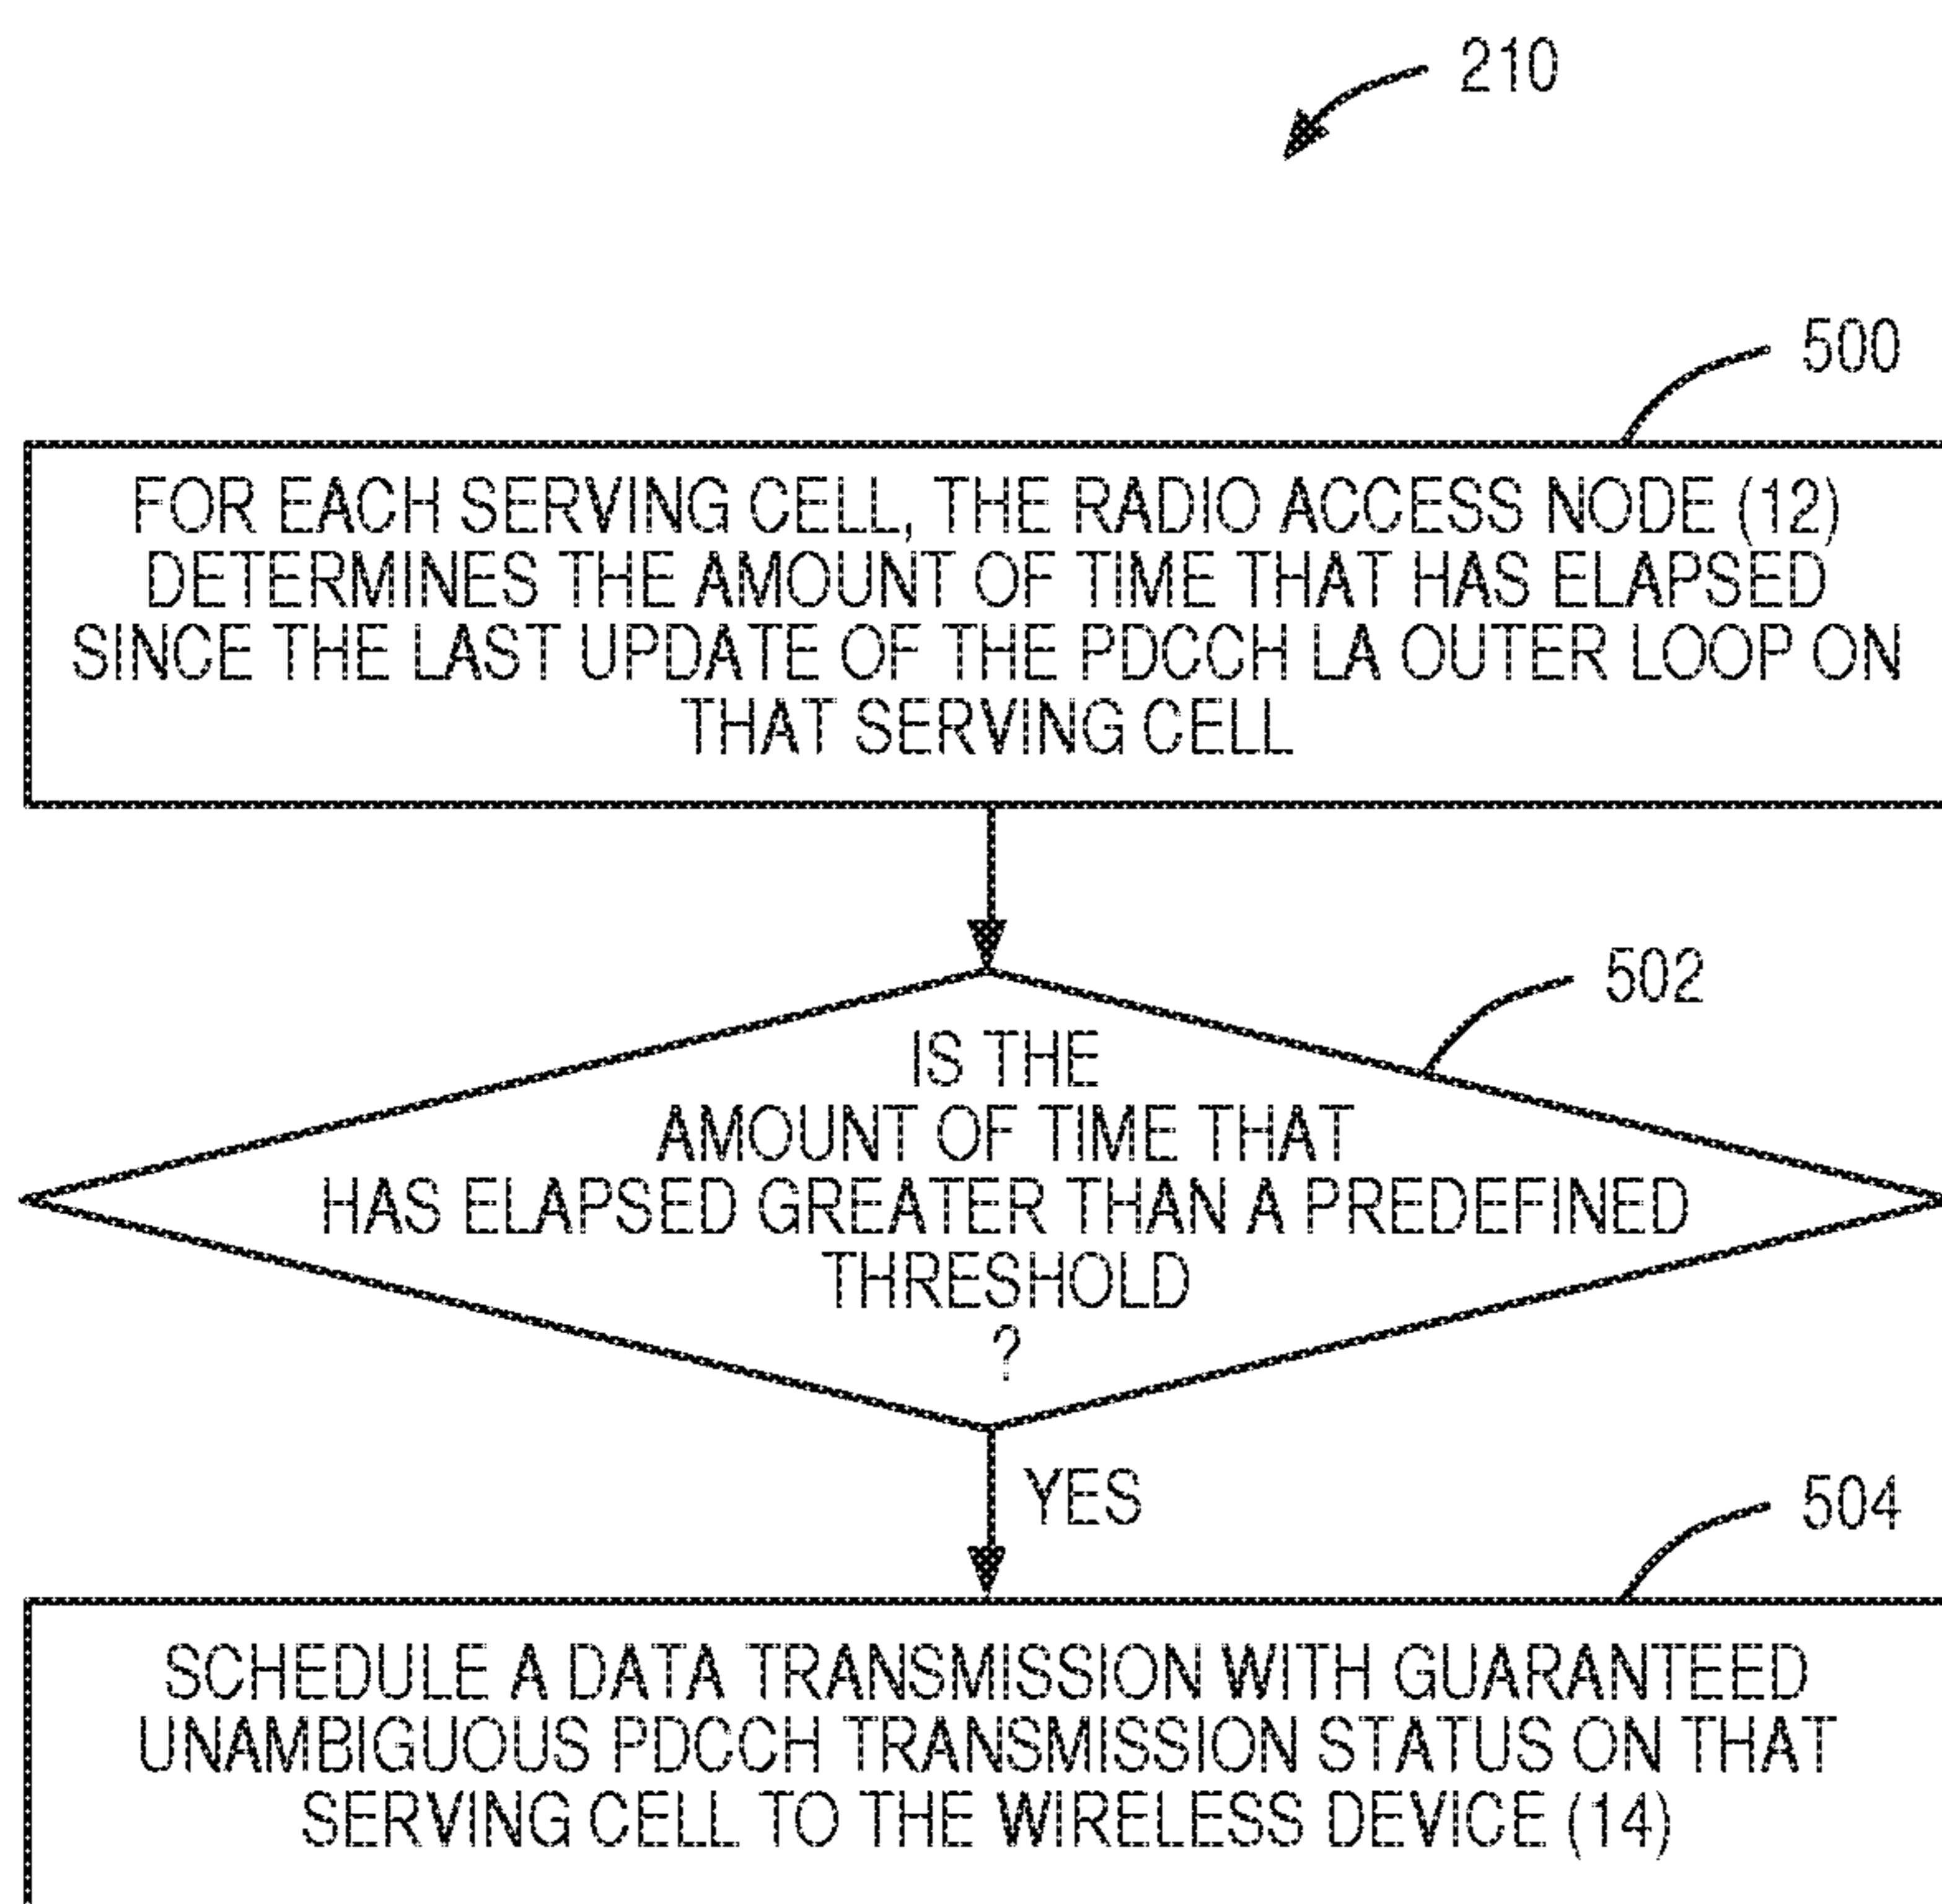 210
500
FOR EACH SERVING CELL, THE RADIO ACCESS NODE (12)
DETERMINES THE AMOUNT OF TIME THAT HAS ELAPSED
SINCE THE LAST UPDATE OF THE PDCCH LA OUTER LOOP ON
THAT SERVING CELL
502
IS THE
AMOUNT OF TIME THAT
HAS ELAPSED GREATER THAN A PREDEFINED
THRESHOLD
?
YES
504
SCHEDULE A DATA TRANSMISSION WITH GUARANTEED
UNAMBIGUOUS PDCCH TRANSMISSION STATUS ON THAT
SERVING CELL TO THE WIRELESS DEVICE (14)